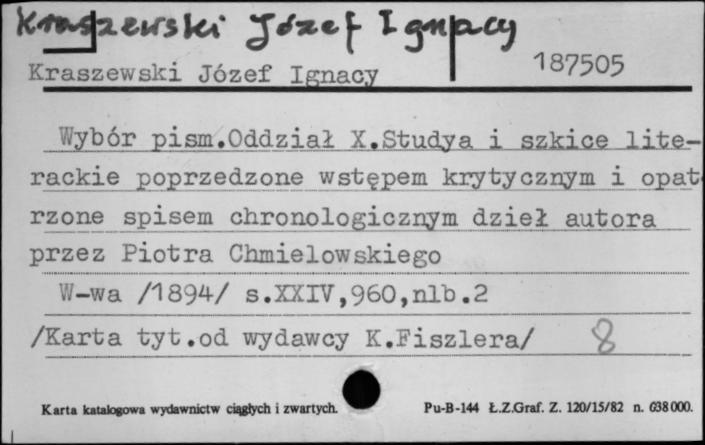 Kraszewski Józef Ignacy
Kraszewski Józef Ignacy
187505
Wybór pism.Oddział X.Studya i szkice lite-
rackie poprzedzone wstępem krytycznym i opat
rzone spisem chronologicznym dzieł autora
przez Piotra Chmielowskiego
W-wa /1894/ s.XXIV,960,nlb.2
/Karta tyt.od wydawcy K.Fiszlera/ 8
Karta katalogowa wydawnictw ciągłych i zwartych. Pu-B-144 Ł.Z.Graf. Z. 120/15/82 n. 638000.